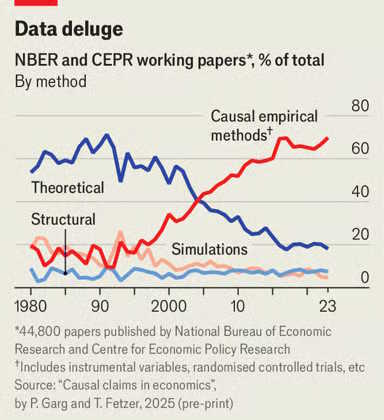 Data deluge
NBER and CEPR working papers*, % of total
By method
80
Causal empirical
methods†
60
Theoretical
40
Structural
Simulations
20
0
1980
90
2000
10
23
*44,800 papers published by National Bureau of Economic
Research and Centre for Economic Policy Research
†Includes instrumental variables, randomised controlled trials, etc
Source: “Causal claims in economics”,
by P. Garg and T. Fetzer, 2025 (pre-print)